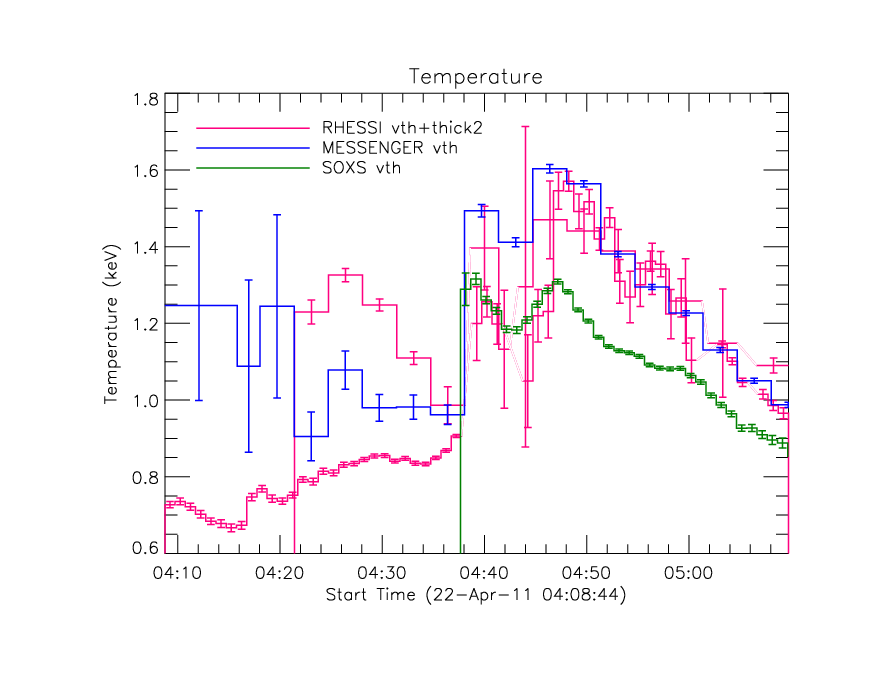 Temperature
1.8
RHESSI vth+thick2
MESSENGER vth
SOXS vth
1.6
1.4
Temperature (keV)
1.2
1.0
0.8
0.6
04:10 04:20 04:30 04:40 04:50 05:00
Start Time (22-Apr-11 04:08:44)